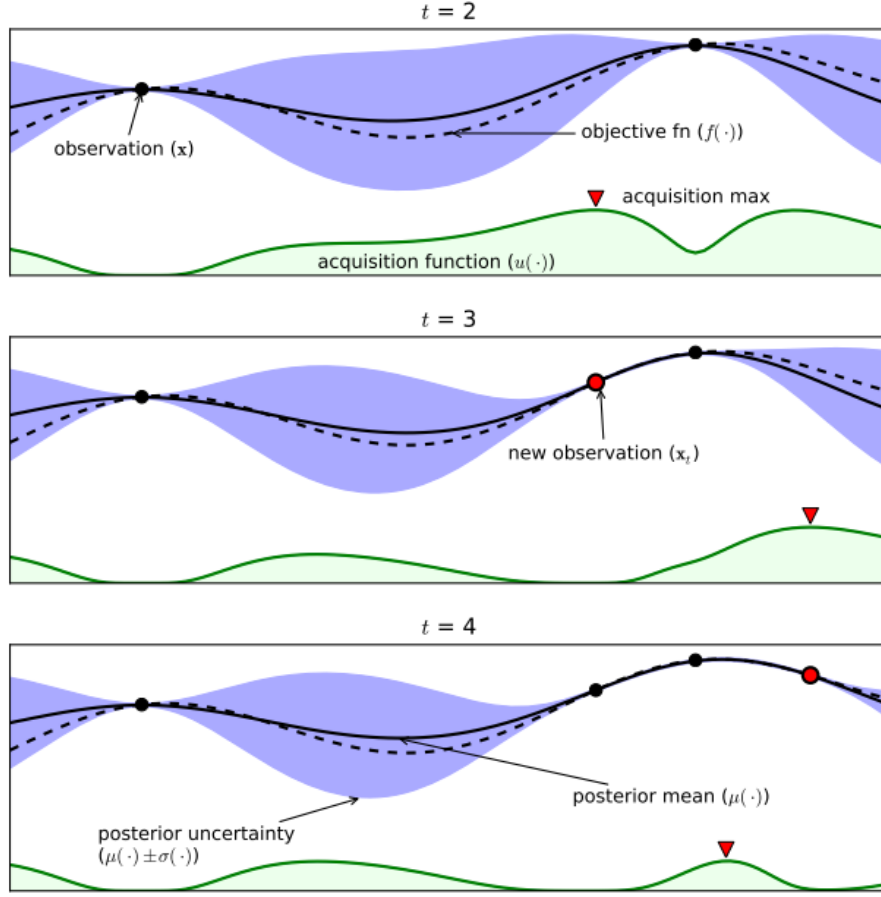 t = 2
observation (x)
objective fn (f(·))
acquisition max
acquisition function (u(·))
t = 3
new observation (xₜ)
t = 4
posterior mean (μ(·))
posterior uncertainty
(μ(·) ±σ(·))